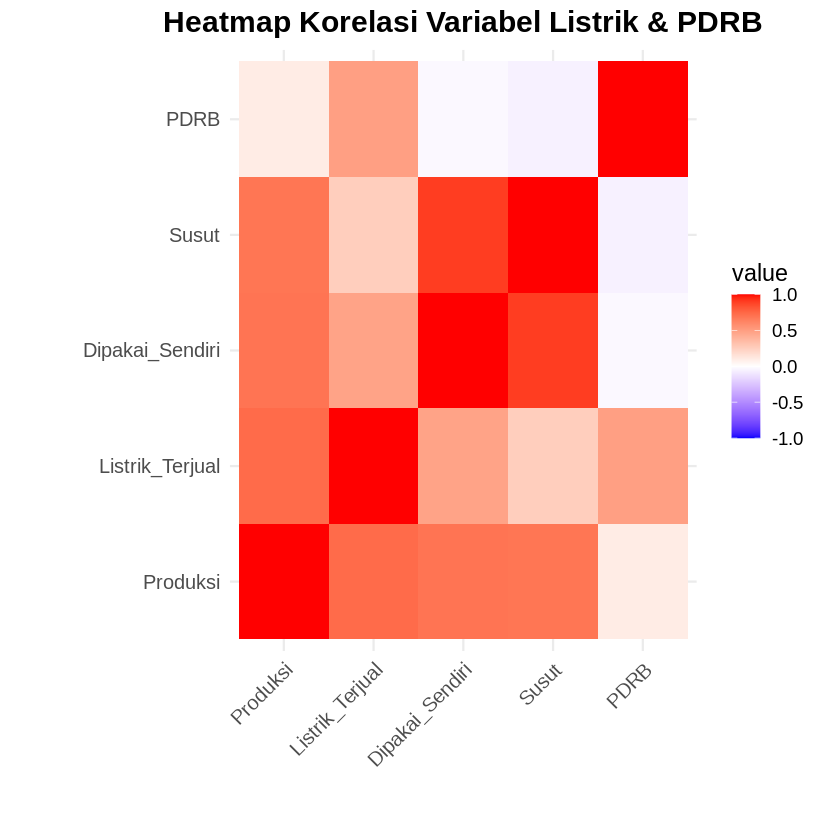 Heatmap Korelasi Variabel Listrik & PDRB
PDRB
Susut
Dipakai_Sendiri
Listrik_Terjual
Produksi
Produksi
Listrik_Terjual
Dipakai_Sendiri
Susut
PDRB
value
1.0
0.5
0.0
-0.5
-1.0